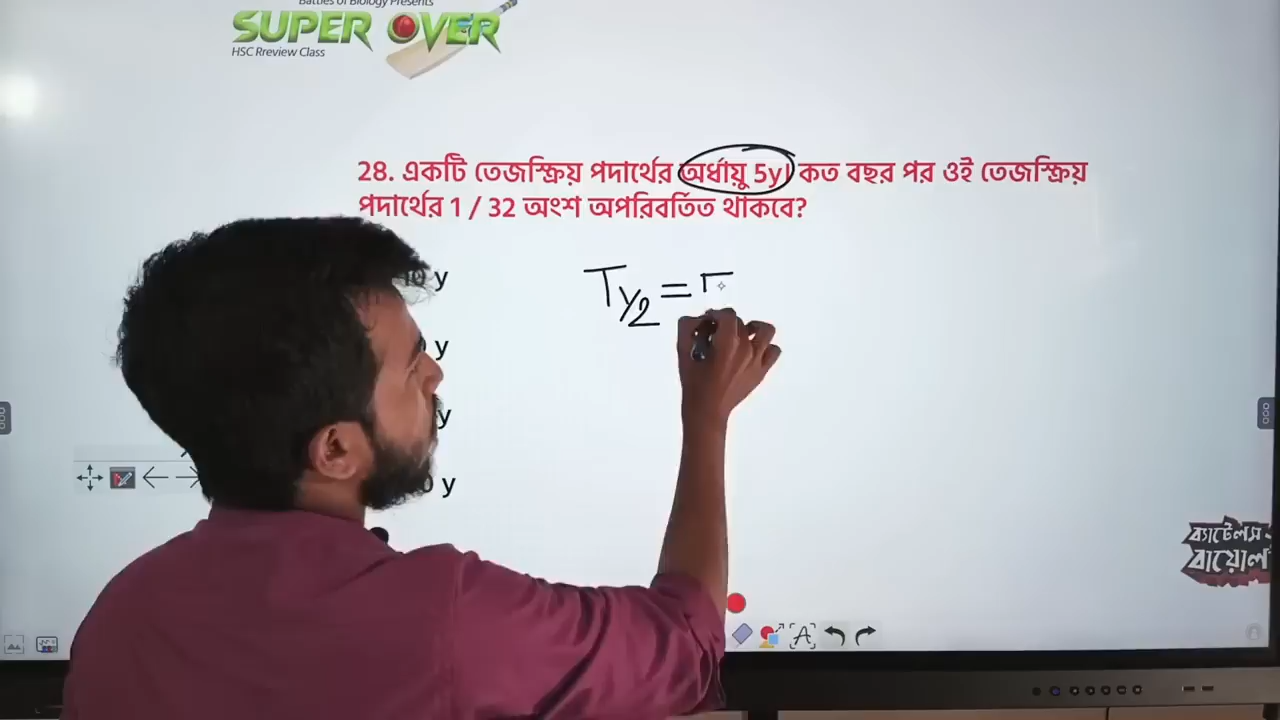 Battles of Biology Presents
SUPER OVER
HSC Rreview Class
28. একটি তেজস্ক্রিয় পদার্থের অর্ধায়ু 5y। কত বছর পর ওই তেজস্ক্রিয়
পদার্থের 1 / 32 অংশ অপরিবর্তিত থাকবে?
y
y
y
y
T½ =
ব্যাটেলস
বায়োল